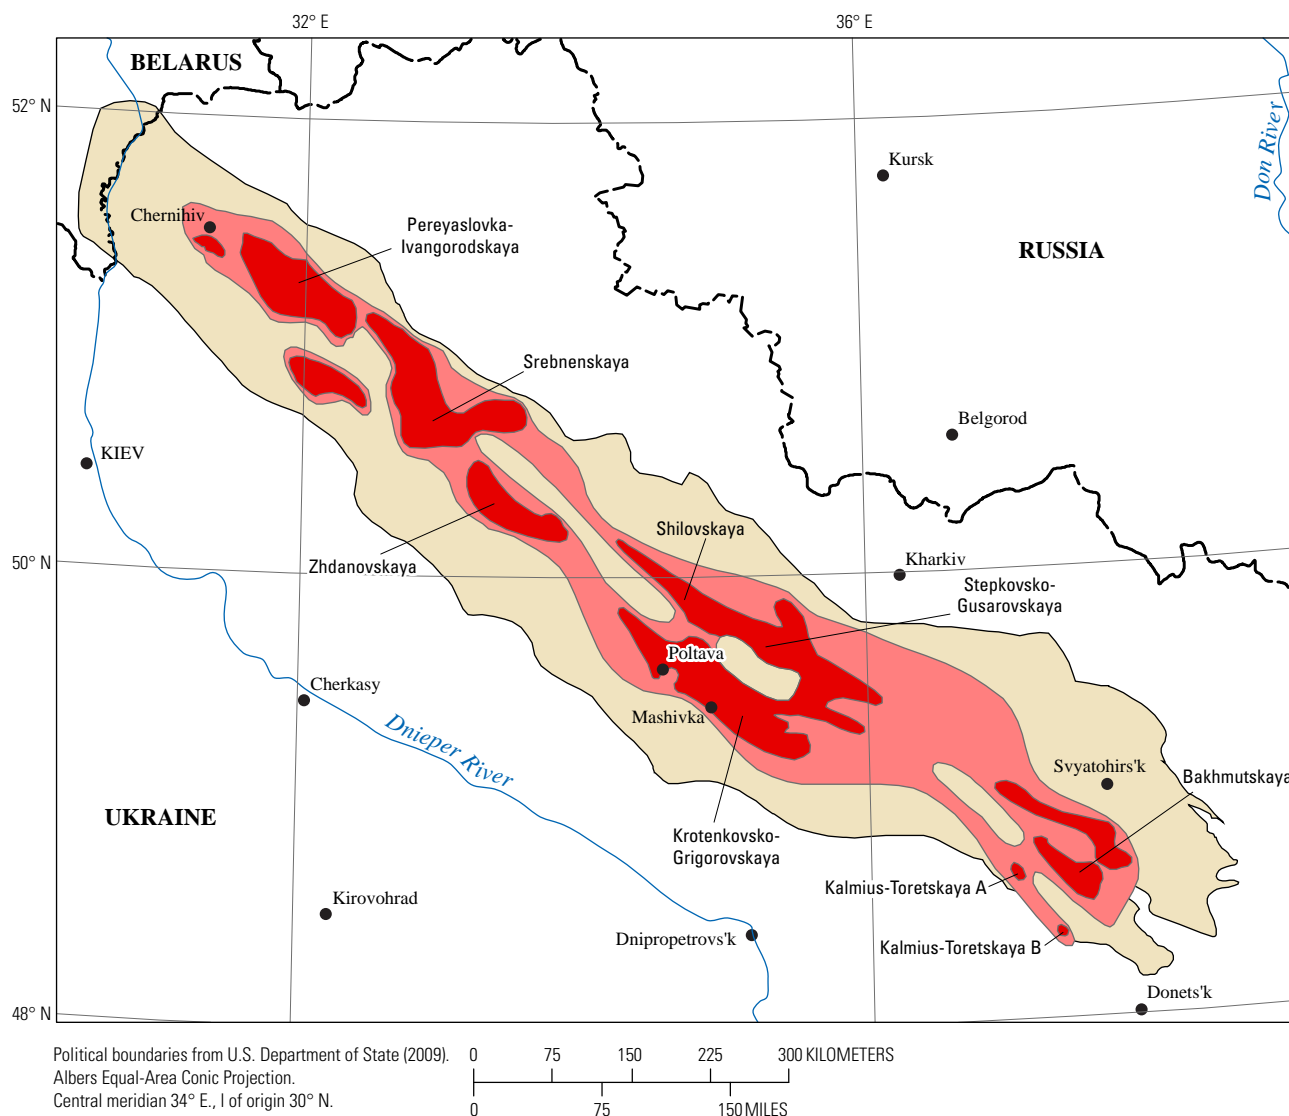 32° E
36° E
BELARUS
52° N
Kursk
Don River
Chernihiv
Pereyaslovka-
Ivangorodskaya
RUSSIA
Srebnenskaya
Belgorod
KIEV
Shilovskaya
50° N
Zhdanovskaya
Kharkiv
Stepkovsko-
Gusarovskaya
Poltava
Cherkasy
Mashivka
Dnieper River
Svyatohirs'k
Bakhmutskaya
UKRAINE
Krotenkovsko-
Grigorovskaya
Kalmius-Toretskaya A
Kirovohrad
Dnipropetrovs'k
Kalmius-Toretskaya B
Donets'k
48° N
Political boundaries from U.S. Department of State (2009).
Albers Equal-Area Conic Projection.
Central meridian 34° E., l of origin 30° N.
0 75 150 225 300 KILOMETERS
0 75 150 MILES